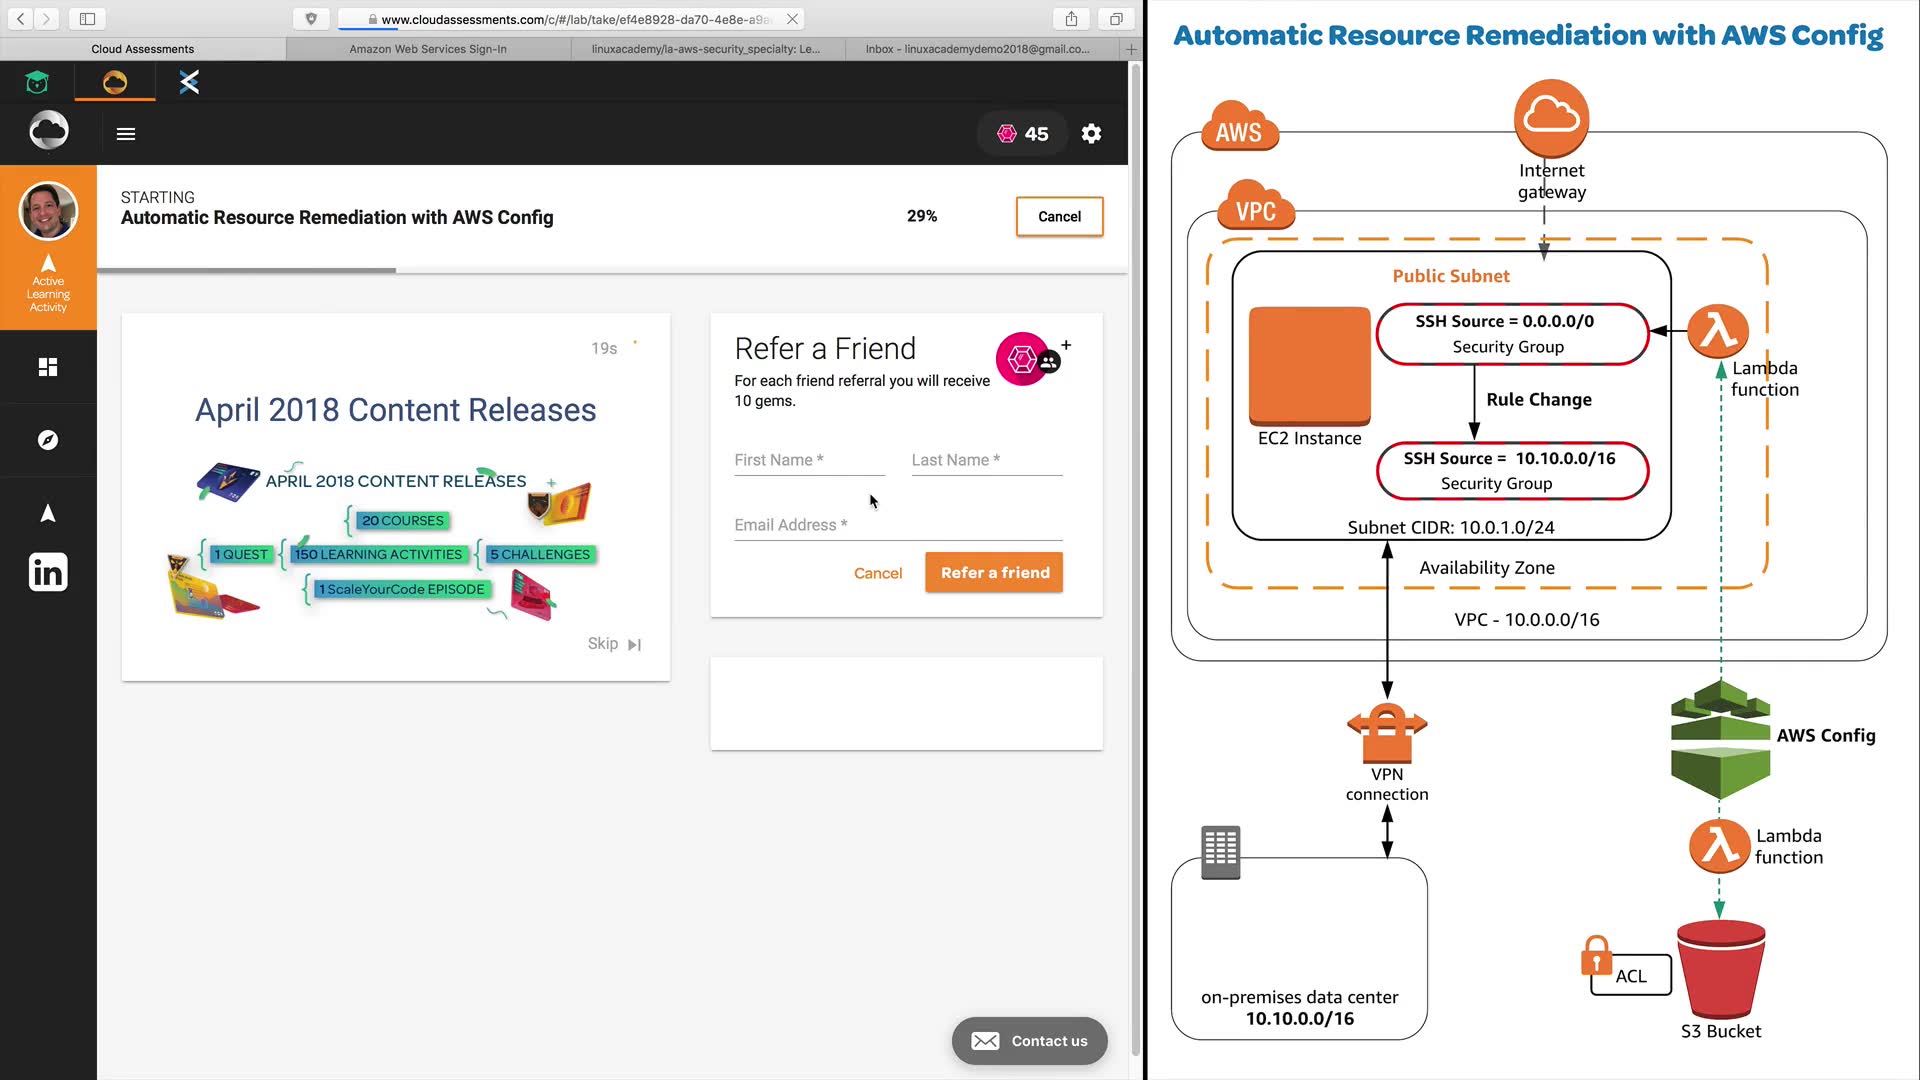 www.cloudassessments.com/c/#/lab/take/ef4e8928-da70-4e8e-a9a
Cloud Assessments
Amazon Web Services Sign-In
linuxacademy/la-aws-security_specialty: Le...
Inbox - linuxacademydemo2018@gmail.co...
45
Active
Learning
Activity
STARTING
Automatic Resource Remediation with AWS Config
29%
Cancel
19s
April 2018 Content Releases
APRIL 2018 CONTENT RELEASES
20 COURSES
1 QUEST
150 LEARNING ACTIVITIES
5 CHALLENGES
1 ScaleYourCode EPISODE
Skip
Refer a Friend
For each friend referral you will receive
10 gems.
First Name *
Last Name *
Email Address *
Cancel
Refer a friend
in
Contact us
Automatic Resource Remediation with AWS Config
AWS
Internet
gateway
VPC
Public Subnet
SSH Source = 0.0.0.0/0
Security Group
Lambda
function
Rule Change
EC2 Instance
SSH Source = 10.10.0.0/16
Security Group
Subnet CIDR: 10.0.1.0/24
Availability Zone
VPC - 10.0.0.0/16
AWS Config
VPN
connection
Lambda
function
ACL
on-premises data center
10.10.0.0/16
S3 Bucket